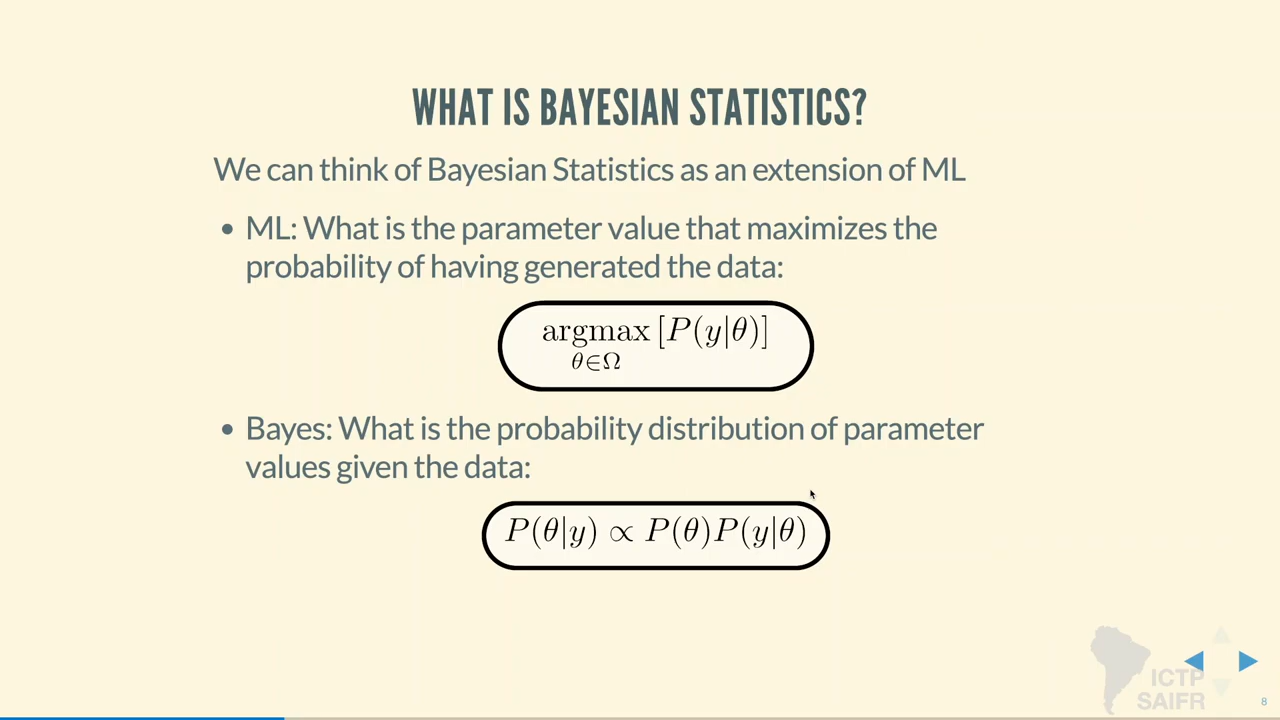 WHAT IS BAYESIAN STATISTICS?
We can think of Bayesian Statistics as an extension of ML
• ML: What is the parameter value that maximizes the
probability of having generated the data:
argmax [P(y|θ)]
θ∈Ω
• Bayes: What is the probability distribution of parameter
values given the data:
P(θ|y) ∝ P(θ)P(y|θ)
ICTP
SAIFR
8